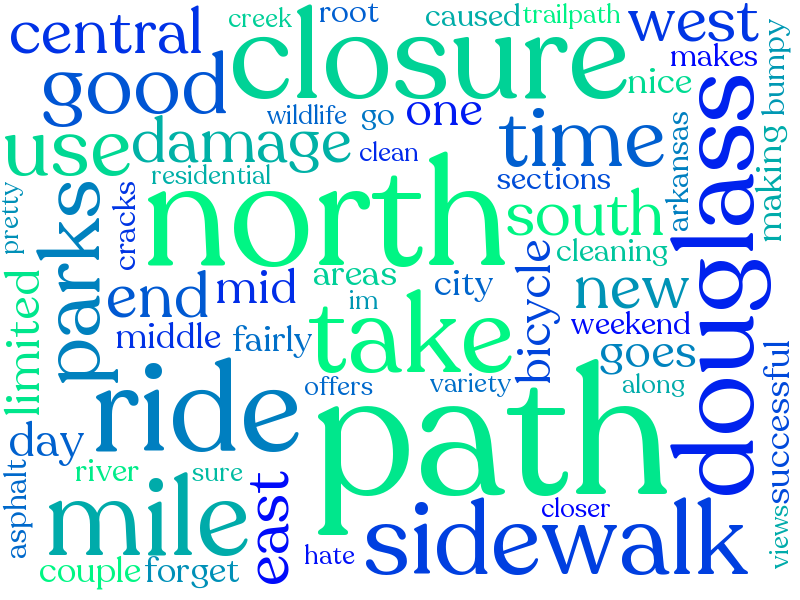 creek
root
caused
trailpath
west
central
closure
makes
good
nice
bumpy
wildlife
go
one
use
damage
time
clean
arkansas
making
douglass
residential
sections
pretty
cracks
parks
north
south
cleaning
areas
mid
city
bicycle
new
end
im
limited
middle
fairly
take
weekend
goes
ride
offers
variety
along
successful
path
day
river
sure
asphalt
mile
east
closer
sidewalk
views
hate
couple
forget